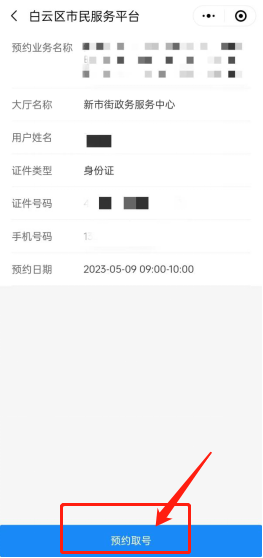 白云区市民服务平台
预约业务名称
大厅名称 新市街政务服务中心
用户姓名
证件类型 身份证
证件号码
手机号码 1
预约日期 2023-05-09 09:00-10:00
预约取号